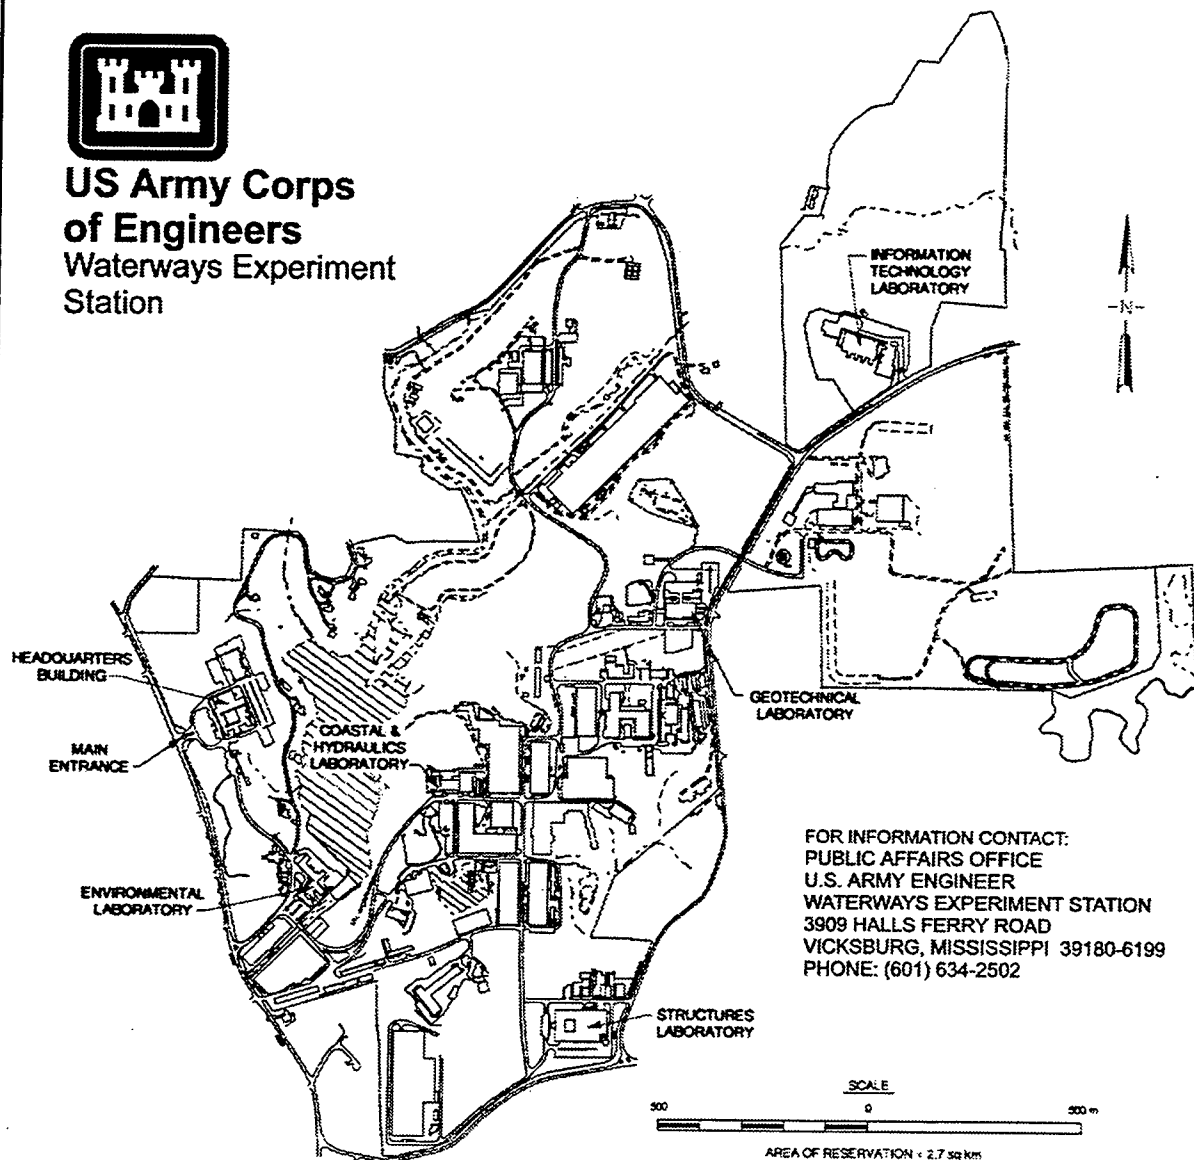 US Army Corps
of Engineers
Waterways Experiment
Station
INFORMATION
TECHNOLOGY
LABORATORY
N
HEADQUARTERS
BUILDING
MAIN
ENTRANCE
COASTAL &
HYDRAULICS
LABORATORY
GEOTECHNICAL
LABORATORY
ENVIRONMENTAL
LABORATORY
FOR INFORMATION CONTACT:
PUBLIC AFFAIRS OFFICE
U.S. ARMY ENGINEER
WATERWAYS EXPERIMENT STATION
3909 HALLS FERRY ROAD
VICKSBURG, MISSISSIPPI 39180-6199
PHONE: (601) 634-2502
STRUCTURES
LABORATORY
SCALE
500 0 500 m
AREA OF RESERVATION = 2.7 sq km